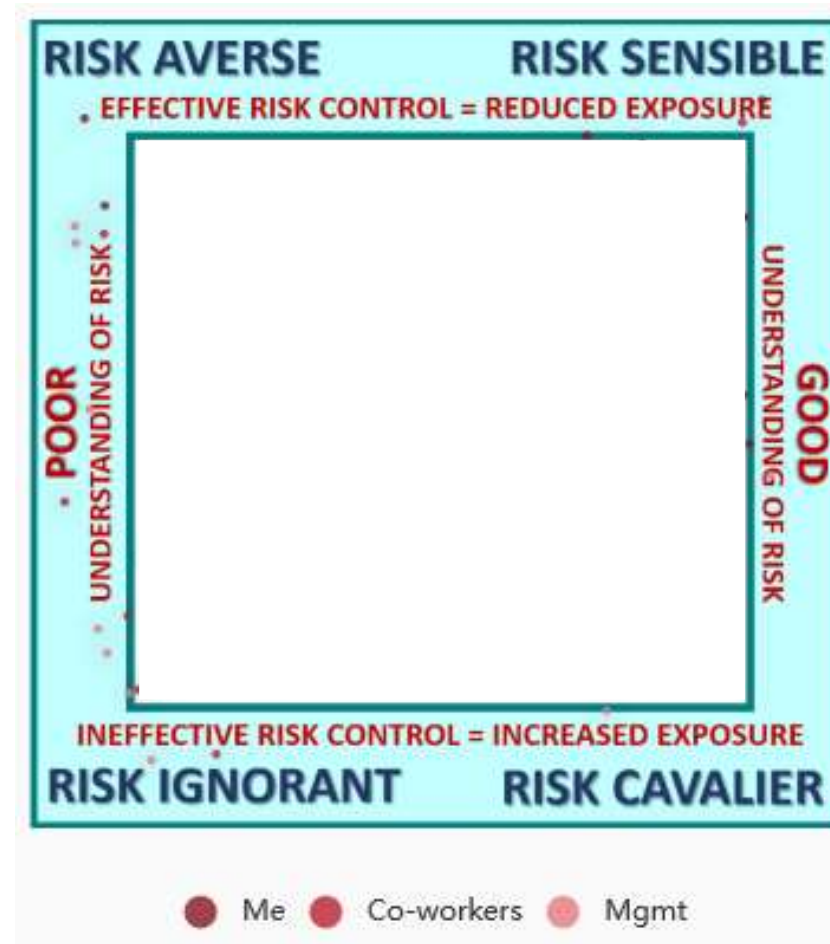 RISK AVERSE
RISK SENSIBLE
EFFECTIVE RISK CONTROL = REDUCED EXPOSURE
POOR
UNDERSTANDING OF RISK
UNDERSTANDING OF RISK
GOOD
INEFFECTIVE RISK CONTROL = INCREASED EXPOSURE
RISK IGNORANT
RISK CAVALIER
Me
Co-workers
Mgmt